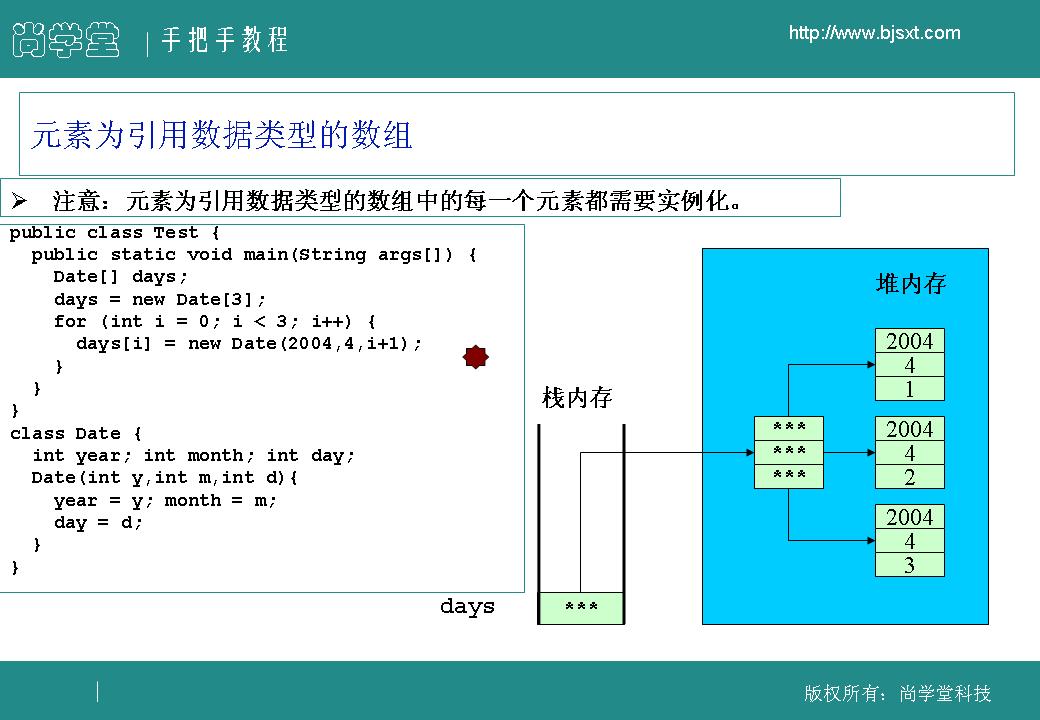 尚学堂
手把手教程
http://www.bjsxt.com
元素为引用数据类型的数组
注意：元素为引用数据类型的数组中的每一个元素都需要实例化。
public class Test {
  public static void main(String args[]) {
    Date[] days;
    days = new Date[3];
    for (int i = 0; i < 3; i++) {
      days[i] = new Date(2004,4,i+1);
    }
  }
}
class Date {
  int year; int month; int day;
  Date(int y,int m,int d){
    year = y; month = m;
    day = d;
  }
}
栈内存
days
***
堆内存
***
***
***
2004
4
1
2004
4
2
2004
4
3
版权所有：尚学堂科技